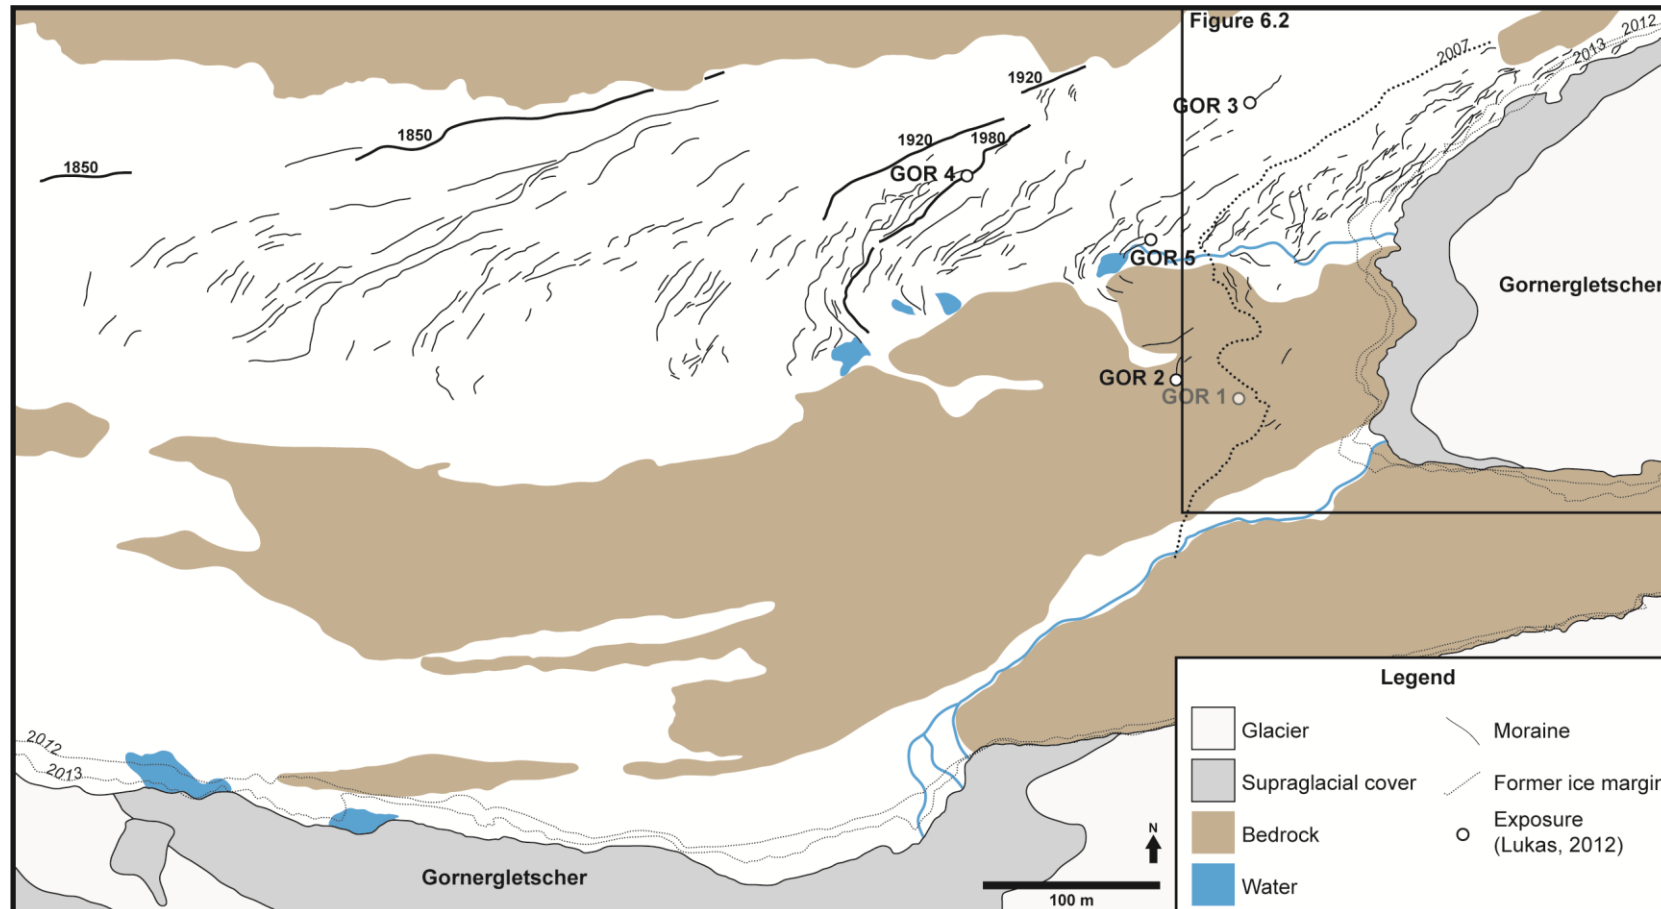 Figure 6.2
2012
2013
2007
1920
GOR 3
1850
1920
1980
1850
GOR 4
GOR 5
Gornergletscher
GOR 2
GOR 1
2012
2013
Gornergletscher
N
100 m
Legend
Glacier
Moraine
Supraglacial cover
Former ice margin
Bedrock
Exposure
(Lukas, 2012)
Water